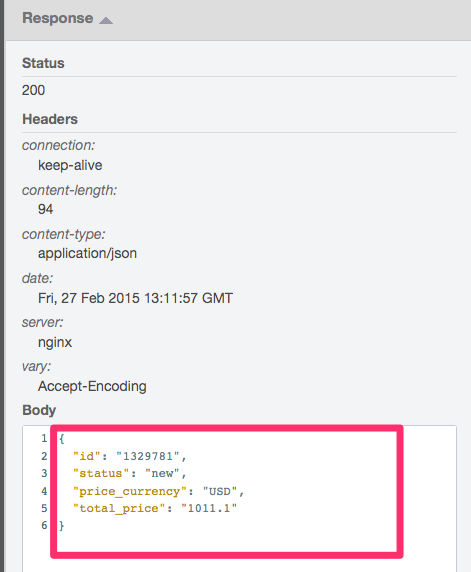 Response
Status
200
Headers
connection:
keep-alive
content-length:
94
content-type:
application/json
date:
Fri, 27 Feb 2015 13:11:57 GMT
server:
nginx
vary:
Accept-Encoding
Body
1 {
2 "id": "1329781",
3 "status": "new",
4 "price_currency": "USD",
5 "total_price": "1011.1"
6 }